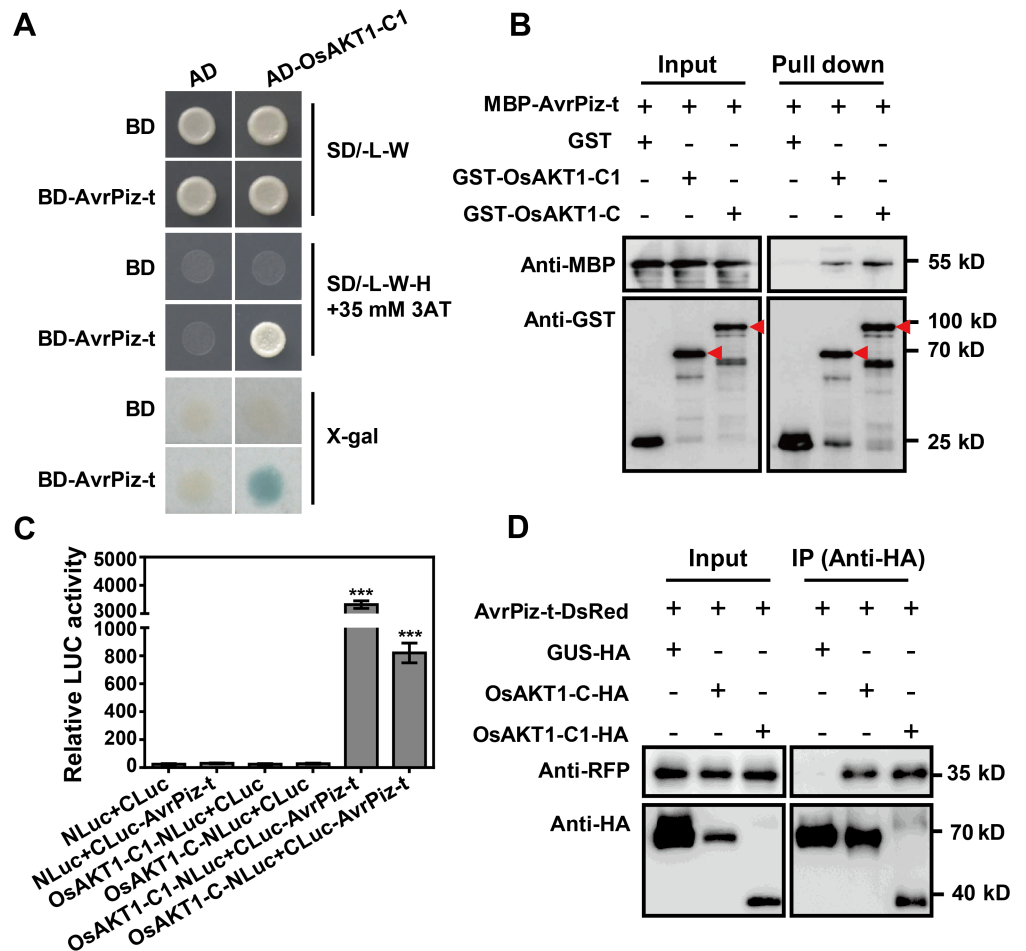 A
AD
AD-OsAKT1-C1
BD
SD/-L-W
BD-AvrPiz-t
BD
SD/-L-W-H
+35 mM 3AT
BD-AvrPiz-t
BD
X-gal
BD-AvrPiz-t
B
Input Pull down
MBP-AvrPiz-t + + + + + +
GST + - - + - -
GST-OsAKT1-C1 - + - - + -
GST-OsAKT1-C - - + - - +
Anti-MBP 55 kD
Anti-GST 100 kD
70 kD
25 kD
C
Relative LUC activity
5000
4000
3000
1000
800
600
400
200
0
***
***
NLuc+CLuc
NLuc+CLuc-AvrPiz-t
OsAKT1-C1-NLuc+CLuc
OsAKT1-C-NLuc+CLuc
OsAKT1-C1-NLuc+CLuc-AvrPiz-t
OsAKT1-C-NLuc+CLuc-AvrPiz-t
D
Input IP (Anti-HA)
AvrPiz-t-DsRed + + + + + +
GUS-HA + - - + - -
OsAKT1-C-HA - + - - + -
OsAKT1-C1-HA - - + - - +
Anti-RFP 35 kD
Anti-HA 70 kD
40 kD